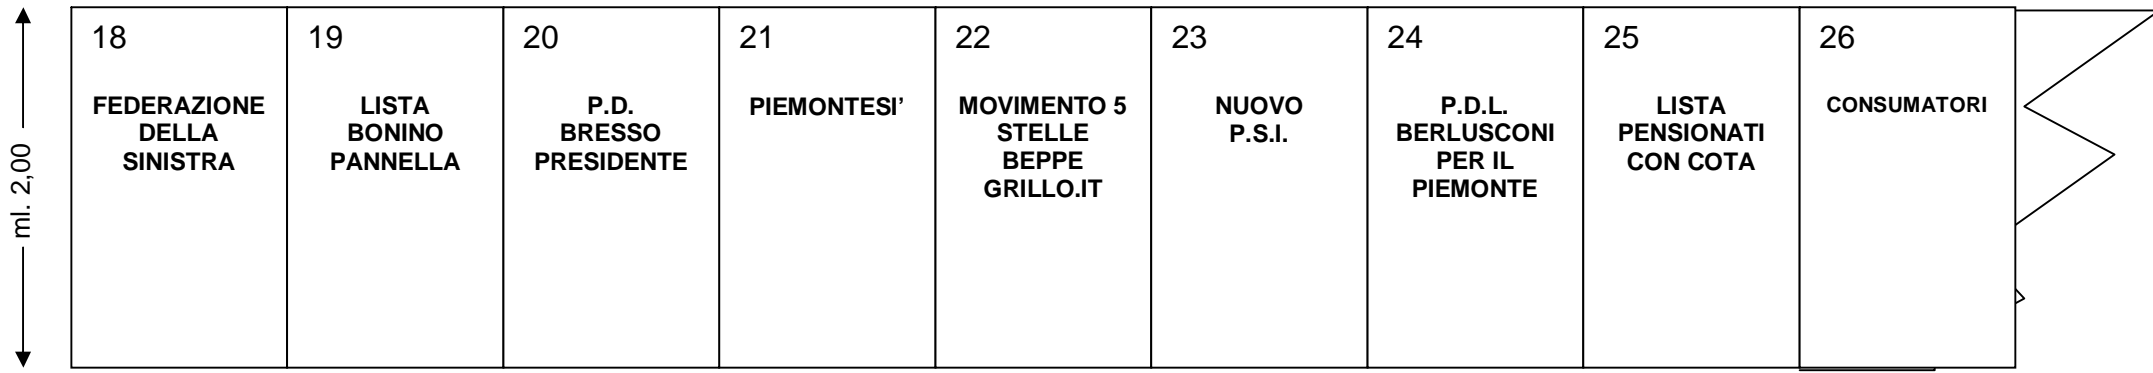 ml. 2,00
18
FEDERAZIONE
DELLA
SINISTRA
19
LISTA
BONINO
PANNELLA
20
P.D.
BRESSO
PRESIDENTE
21
PIEMONTESI’
22
MOVIMENTO 5
STELLE
BEPPE
GRILLO.IT
23
NUOVO
P.S.I.
24
P.D.L.
BERLUSCONI
PER IL
PIEMONTE
25
LISTA
PENSIONATI
CON COTA
26
CONSUMATORI